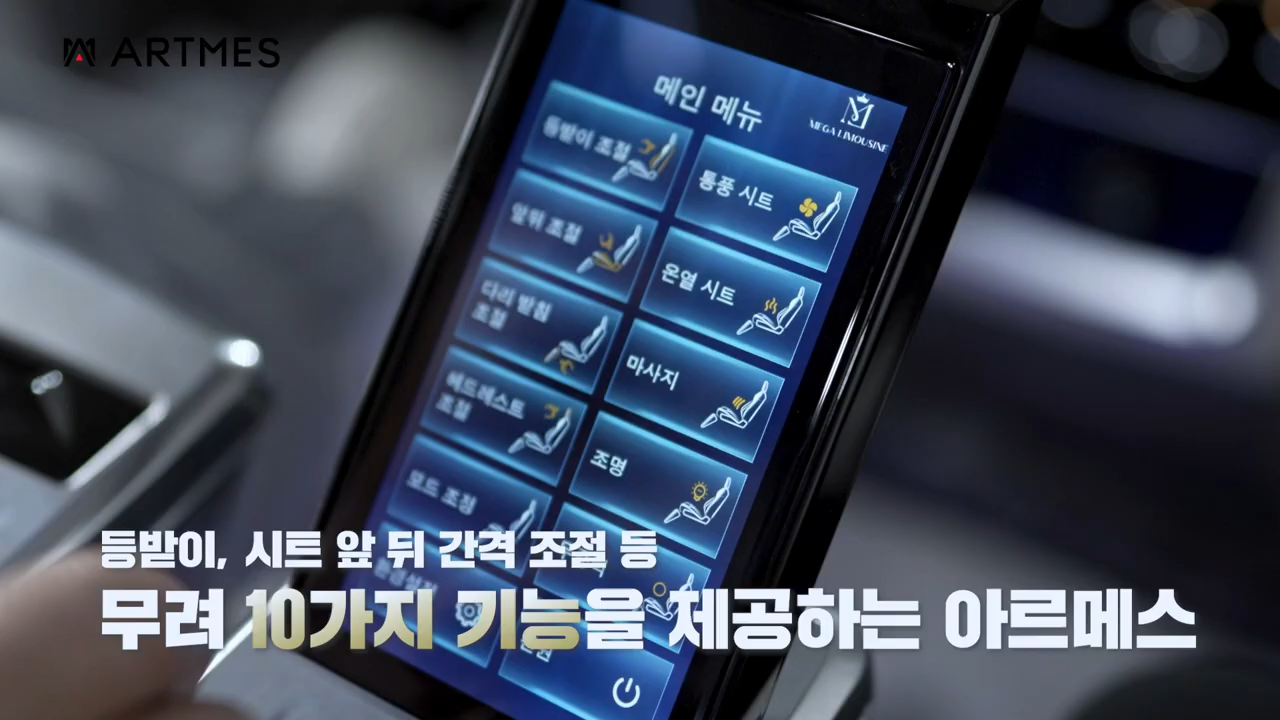 ARTMES
메인 메뉴
MEGA LIMOUSINE
등받이 조절
통풍 시트
앞뒤 조절
온열 시트
다리 받침
조절
마사지
헤드레스트
조절
조명
모드 조절
등받이, 시트 앞 뒤 간격 조절 등
무려 10가지 기능을 제공하는 아르메스